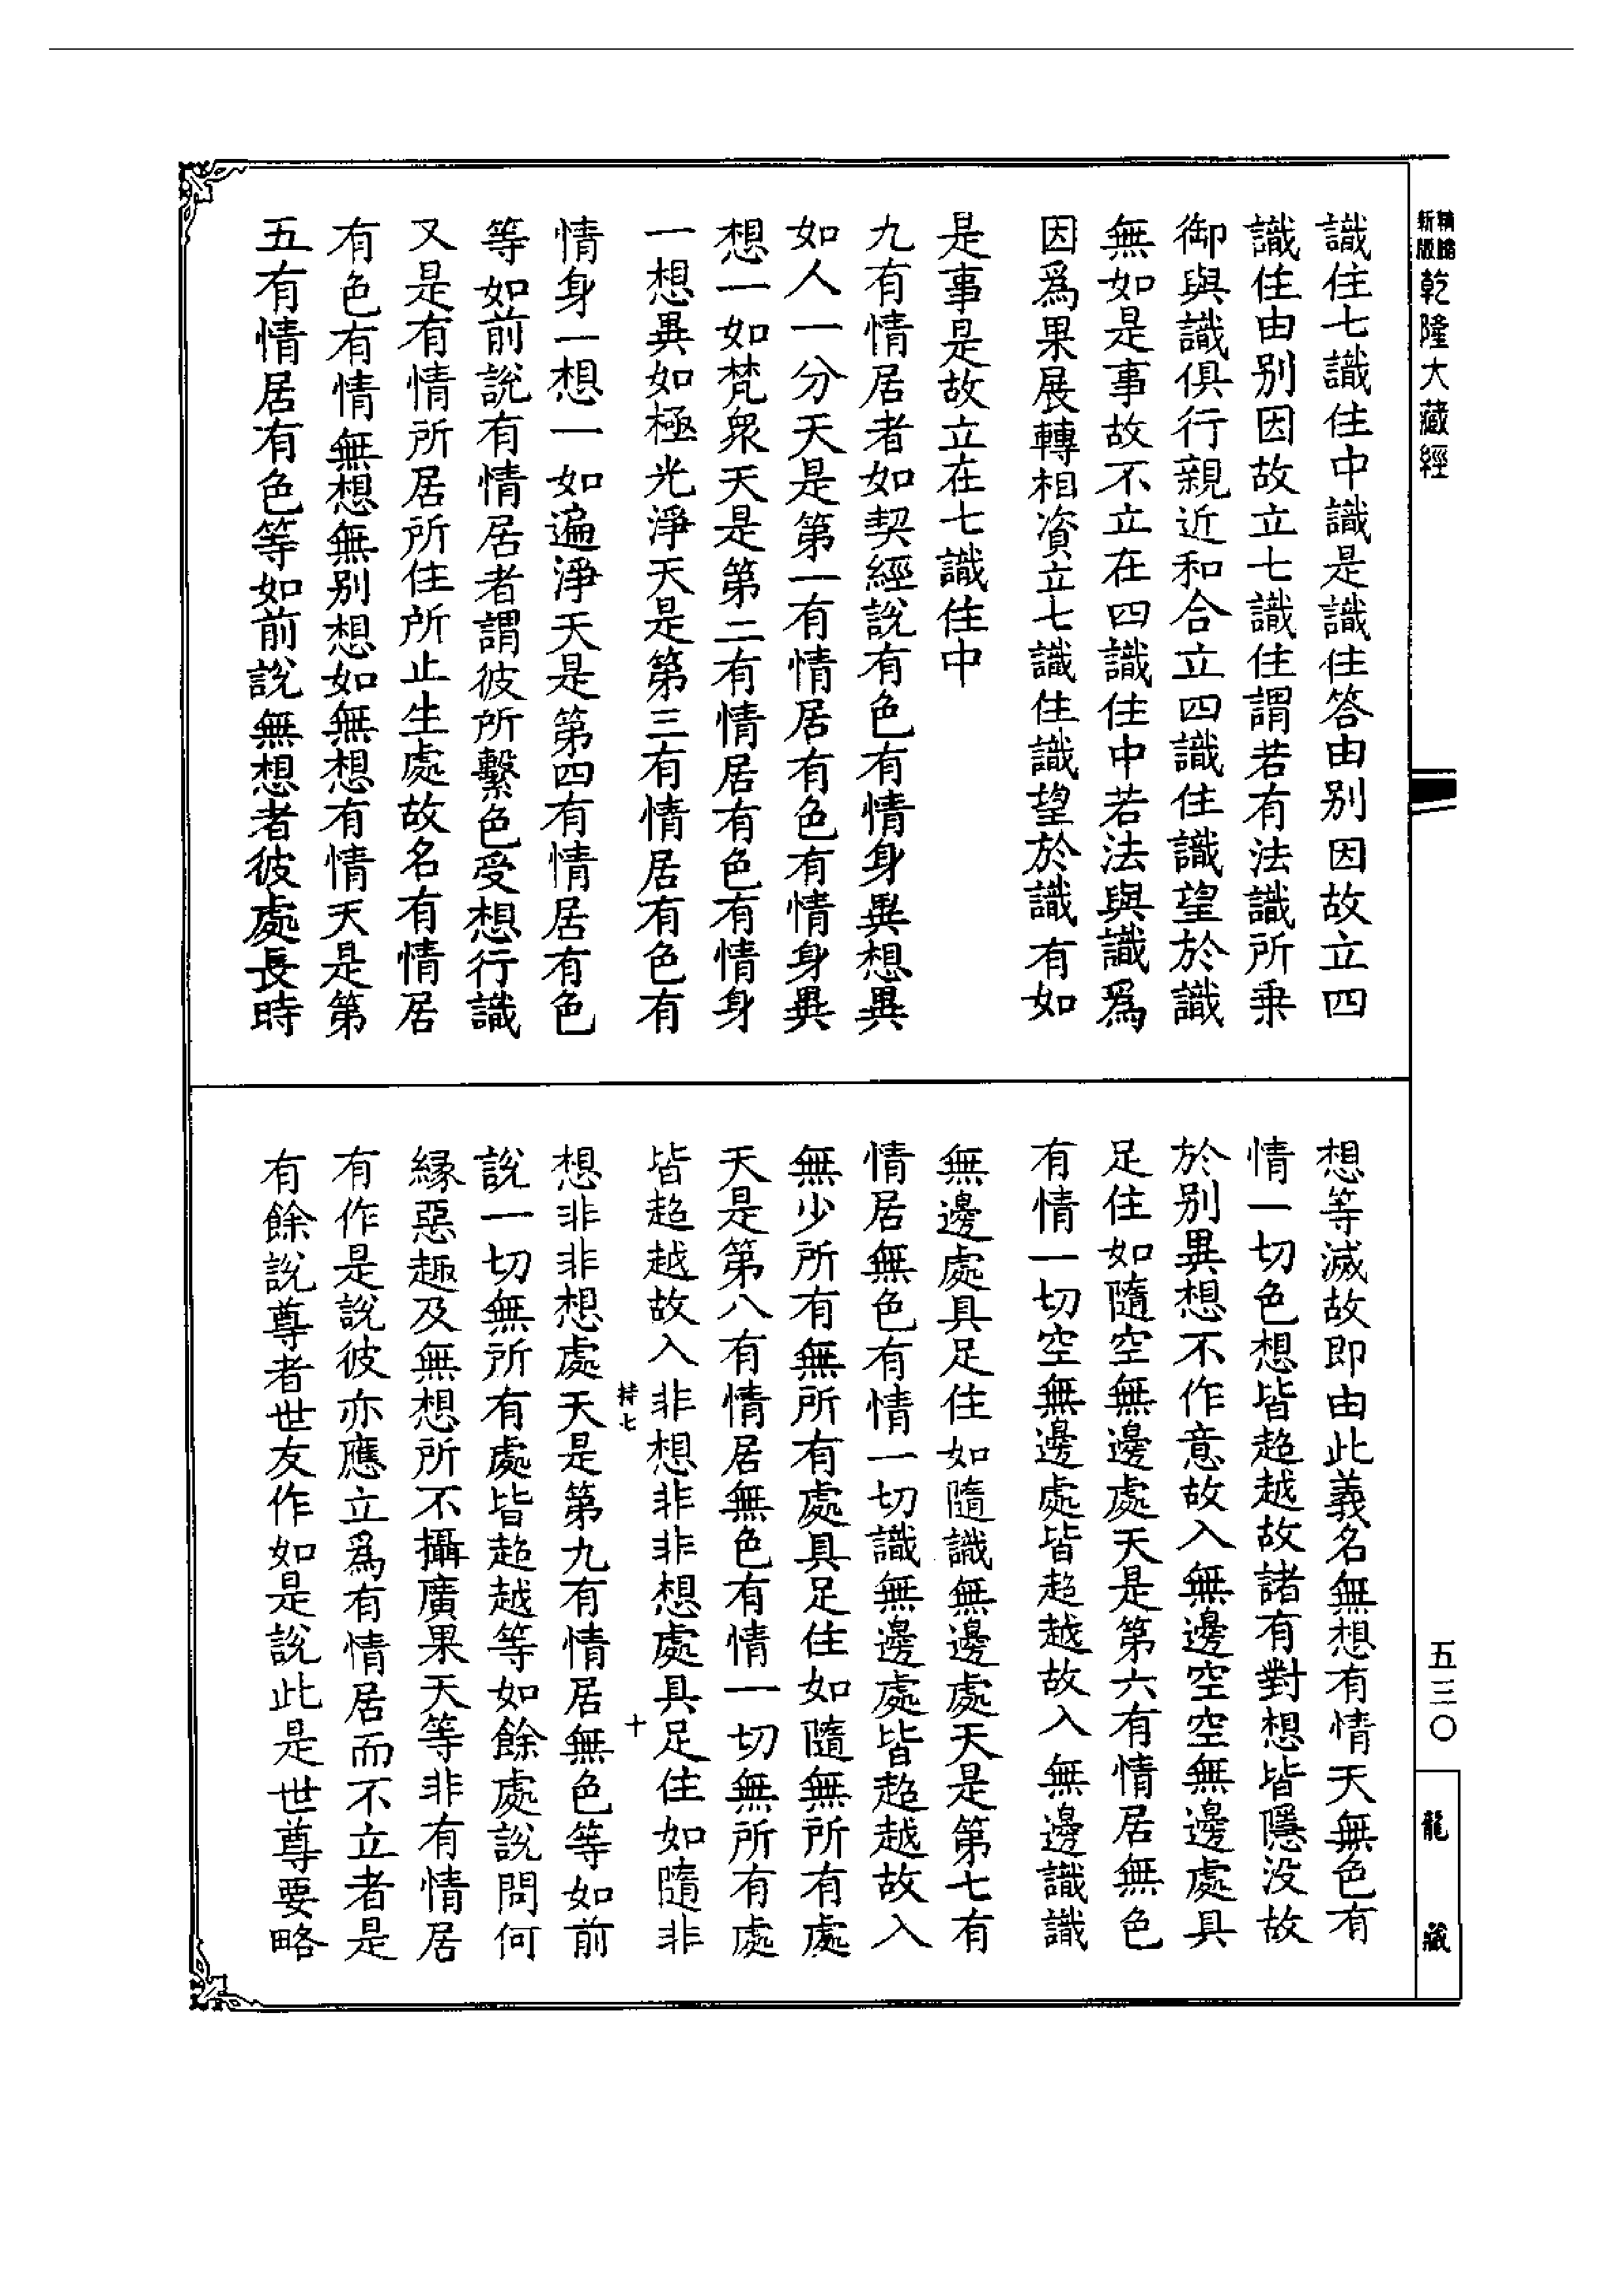 新版
精縮
乾隆大藏經
識住七識住中識是識住答由別因故立四
識住由別因故立七識住謂若有法識所乗
御與識俱行親近和合立四識住識望於識
無如是事故不立在四識住中若法與識爲
因爲果展轉相資立七識住識望於識有如
是事是故立在七識住中
九有情居者如契經說有色有情身異想異
如人一分天是第一有情居有色有情身異
想一如梵衆天是第二有情居有色有情身
一想異如極光淨天是第三有情居有色有
情身一想一如遍淨天是第四有情居有色
等如前說有情居者謂彼所繫色受想行識
又是有情所居所住所止生處故名有情居
有色有情無想無別想如無想有情天是第
五有情居有色等如前說無想者彼處長時
想等滅故即由此義名無想有情天無色有
情一切色想皆超越故諸有對想皆隱没故
於別異想不作意故入無邊空空無邊處具
足住如隨空無邊處天是第六有情居無色
有情一切空無邊處皆超越故入無邊識識
無邊處具足住如隨識無邊處天是第七有
情居無色有情一切識無邊處皆超越故入
無少所有無所有處具足住如隨無所有處
天是第八有情居無色有情一切無所有處
皆超越故入非想非非想處具足住如隨非
持七
十
想非非想處天是第九有情居無色等如前
說一切無所有處皆超越等如餘處說問何
緣惡趣及無想所不攝廣果天等非有情居
有作是說彼亦應立爲有情居而不立者是
有餘說尊者世友作如是說此是世尊要略
五三〇
龍藏